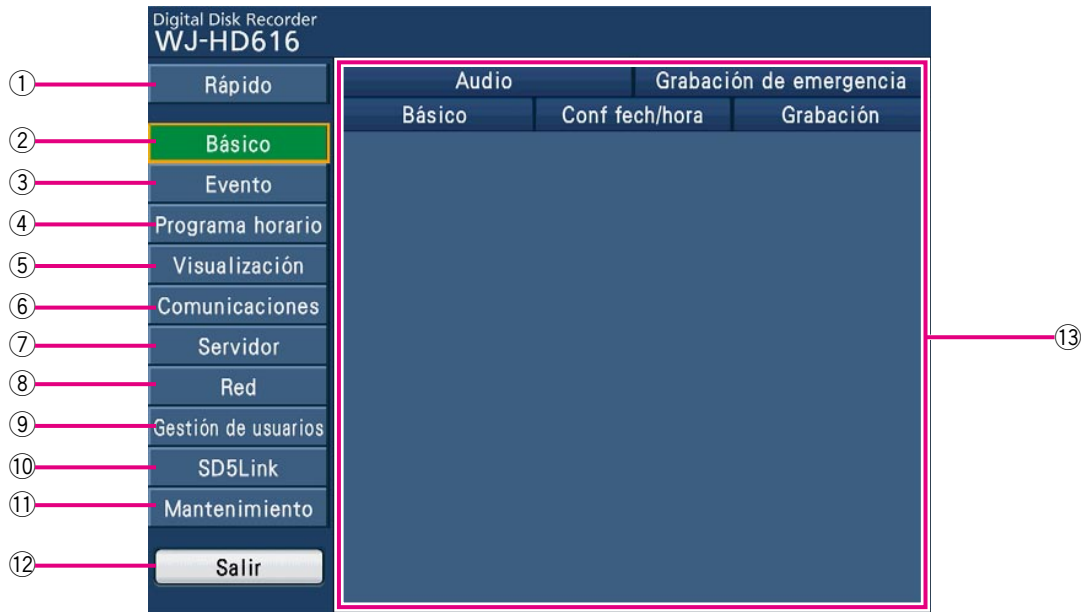 Digital Disk Recorder
WJ-HD616
① Rápido
Audio Grabación de emergencia
Básico Conf fech/hora Grabación
② Básico
③ Evento
④ Programa horario
⑤ Visualización
⑥ Comunicaciones
⑦ Servidor
⑬
⑧ Red
⑨ Gestión de usuarios
⑩ SD5Link
⑪ Mantenimiento
⑫ Salir